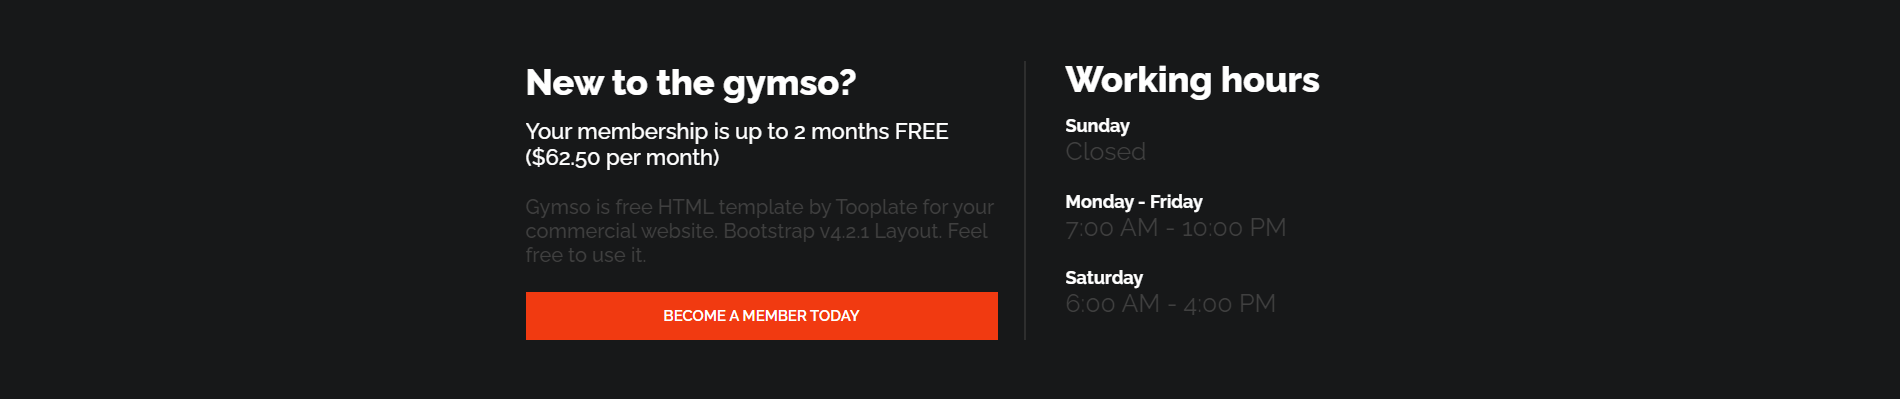 New to the gymso?
Your membership is up to 2 months FREE
($62.50 per month)
Gymso is free HTML template by Tooplate for your
commercial website. Bootstrap v4.2.1 Layout. Feel
free to use it.
BECOME A MEMBER TODAY
Working hours
Sunday
Closed
Monday - Friday
7:00 AM - 10:00 PM
Saturday
6:00 AM - 4:00 PM